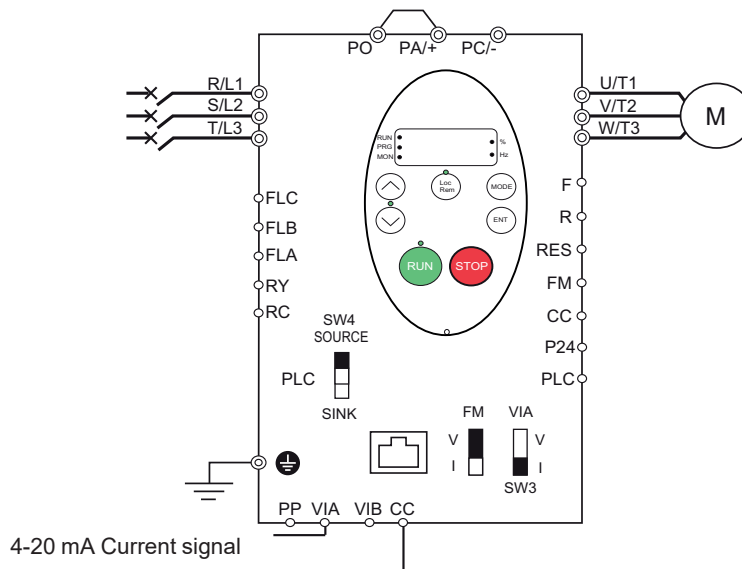 PO PA/+ PC/-
R/L1
S/L2
T/L3
U/T1
V/T2
W/T3
M
RUN
PRG
MON
%
Hz
Loc
Rem
MODE
ENT
RUN STOP
FLC
FLB
FLA
RY
RC
F
R
RES
FM
CC
P24
PLC
SW4
SOURCE
PLC
SINK
FM VIA
V V
I I
SW3
PP VIA VIB CC
4-20 mA Current signal